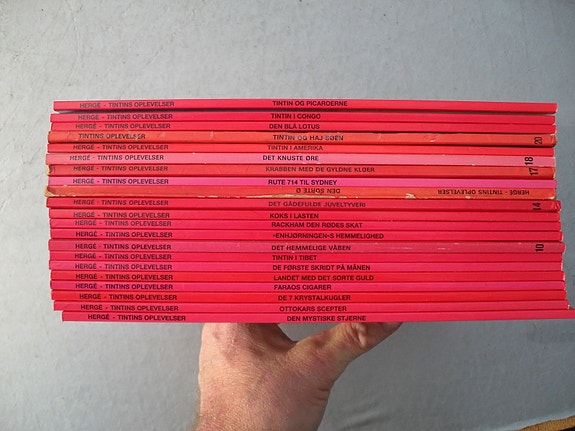 HERGÉ - TINTINS OPLEVELSER TINTIN OG PICAROERNE
HERGÉ - TINTINS OPLEVELSER TINTIN I CONGO
HERGÉ - TINTINS OPLEVELSER DEN BLÅ LOTUS
TINTINS OPLEVELSER TINTIN OG HAJ-SØEN 20
HERGÉ - TINTINS OPLEVELSER TINTIN I AMERIKA
HERGÉ - TINTINS OPLEVELSER DET KNUSTE ØRE 18
HERGÉ - TINTINS OPLEVELSER KRABBEN MED DE GYLDNE KLØER 17
HERGÉ - TINTINS OPLEVELSER RUTE 714 TIL SYDNEY
HERGÉ - TINTINS OPLEVELSER DEN SORTE Ø
HERGÉ - TINTINS OPLEVELSER DET GÅDEFULDE JUVELTYVERI 14
HERGÉ - TINTINS OPLEVELSER KOKS I LASTEN
HERGÉ - TINTINS OPLEVELSER RACKHAM DEN RØDES SKAT
HERGÉ - TINTINS OPLEVELSER »ENHJØRNINGEN«S HEMMELIGHED
HERGÉ - TINTINS OPLEVELSER DET HEMMELIGE VÅBEN 10
HERGÉ - TINTINS OPLEVELSER TINTIN I TIBET
HERGÉ - TINTINS OPLEVELSER DE FØRSTE SKRIDT PÅ MÅNEN
HERGÉ - TINTINS OPLEVELSER LANDET MED DET SORTE GULD
HERGÉ - TINTINS OPLEVELSER FARAOS CIGARER
HERGÉ - TINTINS OPLEVELSER DE 7 KRYSTALKUGLER
HERGÉ - TINTINS OPLEVELSER OTTOKARS SCEPTER
HERGÉ - TINTINS OPLEVELSER DEN MYSTISKE STJERNE